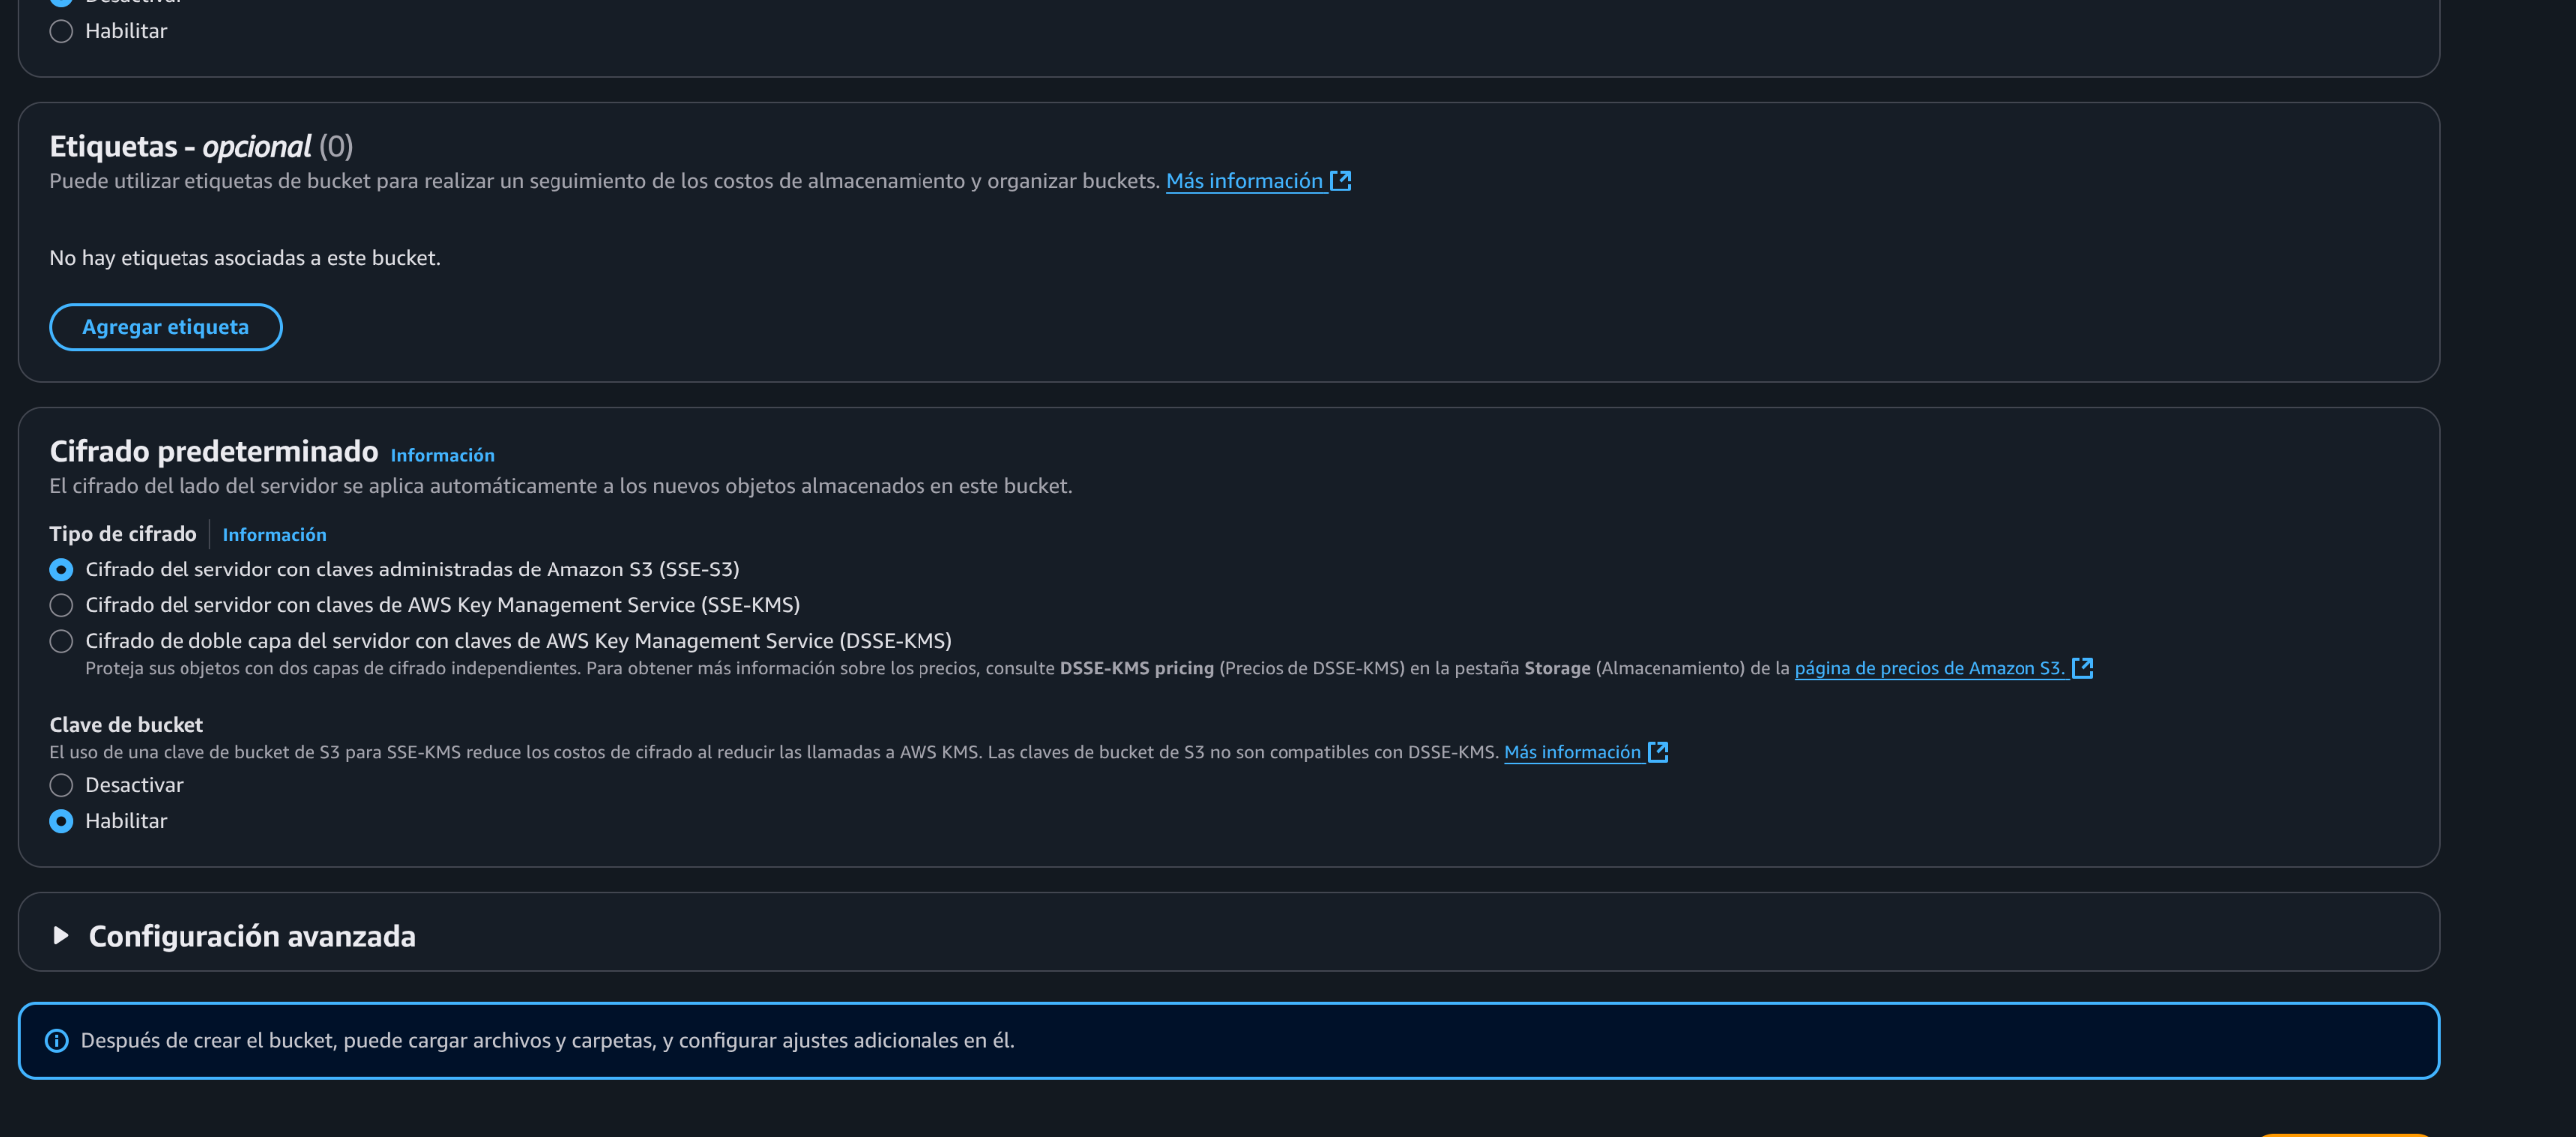 Desactivar
Habilitar
Etiquetas - opcional (0)
Puede utilizar etiquetas de bucket para realizar un seguimiento de los costos de almacenamiento y organizar buckets. Más información
No hay etiquetas asociadas a este bucket.
Agregar etiqueta
Cifrado predeterminado Información
El cifrado del lado del servidor se aplica automáticamente a los nuevos objetos almacenados en este bucket.
Tipo de cifrado Información
Cifrado del servidor con claves administradas de Amazon S3 (SSE-S3)
Cifrado del servidor con claves de AWS Key Management Service (SSE-KMS)
Cifrado de doble capa del servidor con claves de AWS Key Management Service (DSSE-KMS)
Proteja sus objetos con dos capas de cifrado independientes. Para obtener más información sobre los precios, consulte DSSE-KMS pricing (Precios de DSSE-KMS) en la pestaña Storage (Almacenamiento) de la página de precios de Amazon S3.
Clave de bucket
El uso de una clave de bucket de S3 para SSE-KMS reduce los costos de cifrado al reducir las llamadas a AWS KMS. Las claves de bucket de S3 no son compatibles con DSSE-KMS. Más información
Desactivar
Habilitar
Configuración avanzada
Después de crear el bucket, puede cargar archivos y carpetas, y configurar ajustes adicionales en él.